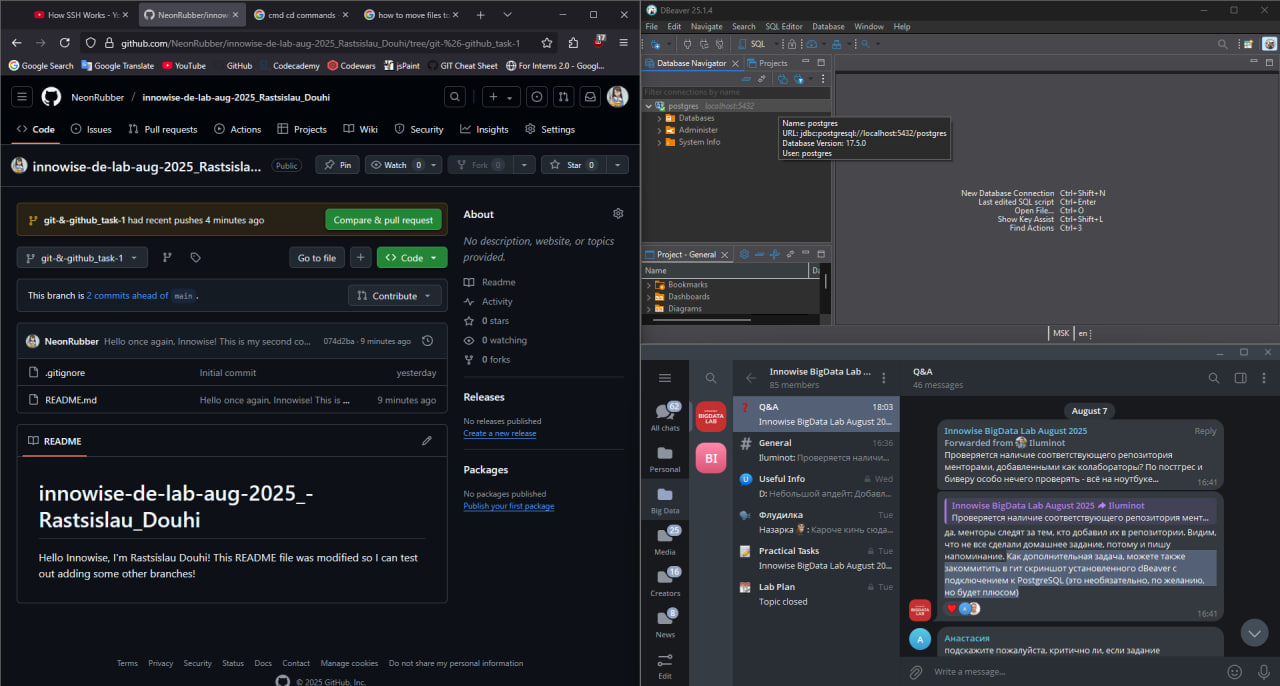 How SSH Works - Yo
NeonRubber/innow
cmd cd commands
how to move files to
github.com/NeonRubber/innowise-de-lab-aug-2025_Rastsislau_Douhi/tree/git-%26-github_task-1
17
Google Search
Google Translate
YouTube
GitHub
Codecademy
Codewars
jsPaint
GIT Cheat Sheet
For Interns 2.0 - Googl...
NeonRubber / innowise-de-lab-aug-2025_Rastsislau_Douhi
Code
Issues
Pull requests
Actions
Projects
Wiki
Security
Insights
Settings
innowise-de-lab-aug-2025_Rastsisla...
Public
Pin
Watch 0
Fork 0
Star 0
git-&-github_task-1 had recent pushes 4 minutes ago
Compare & pull request
git-&-github_task-1
Go to file
Code
This branch is 2 commits ahead of main .
Contribute
NeonRubber Hello once again, Innowise! This is my second co... 074d2ba · 9 minutes ago
.gitignore Initial commit yesterday
README.md Hello once again, Innowise! This is ... 9 minutes ago
README
innowise-de-lab-aug-2025_-
Rastsislau_Douhi
Hello Innowise, I'm Rastsislau Douhi! This README file was modified so I can test
out adding some other branches!
About
No description, website, or topics
provided.
Readme
Activity
0 stars
0 watching
0 forks
Releases
No releases published
Create a new release
Packages
No packages published
Publish your first package
Terms Privacy Security Status Docs Contact Manage cookies Do not share my personal information
© 2025 GitHub, Inc.
DBeaver 25.1.4
File Edit Navigate Search SQL Editor Database Window Help
SQL
Database Navigator
Projects
Filter connections by name
postgres localhost:5432
Databases
Administer
System Info
Name: postgres
URL: jdbc:postgresql://localhost:5432/postgres
Database Version: 17.5.0
User: postgres
New Database Connection Ctrl+Shift+N
Last edited SQL script Ctrl+Enter
Open File... Ctrl+O
Show Key Assist Ctrl+Shift+L
Find Actions Ctrl+3
Project - General
Name Da
Bookmarks
Dashboards
Diagrams
MSK en
62
All chats
Personal
Big Data
25
Media
16
Creators
8
News
Edit
BIGDATA
LAB
BI
Innowise BigData Lab ...
85 members
Q&A 18:03
Innowise BigData Lab August 20...
General 16:36
Iluminot: Проверяется наличи...
Useful Info Wed
D: Небольшой апдейт: Добавл...
Флудилка Tue
Назарка : Кароче кинь сюда...
Practical Tasks Tue
Innowise BigData Lab August 20...
Lab Plan Tue
Topic closed
Q&A
46 messages
August 7
Innowise BigData Lab August 2025 Reply
Forwarded from Iluminot
Проверяется наличие соответствующего репозитория
менторами, добавленными как колабораторы? По постгрес и
биверу особо нечего проверять - всё на ноутбуке...
16:41
Innowise BigData Lab August 2025 Iluminot
Проверяется наличие соответствующего репозитория мент...
да, менторы следят за тем, кто добавил их в репозитории. Видим,
что не все сделали домашнее задание, потому и пишу
напоминание. Как дополнительная задача, можете также
закоммитить в гит скриншот установленного dBeaver с
подключением к PostgreSQL (это необязательно, по желанию,
но будет плюсом)
16:41
BIGDATA
LAB
А
Анастасия
подскажите пожалуйста, критично ли, если задание
Write a message...